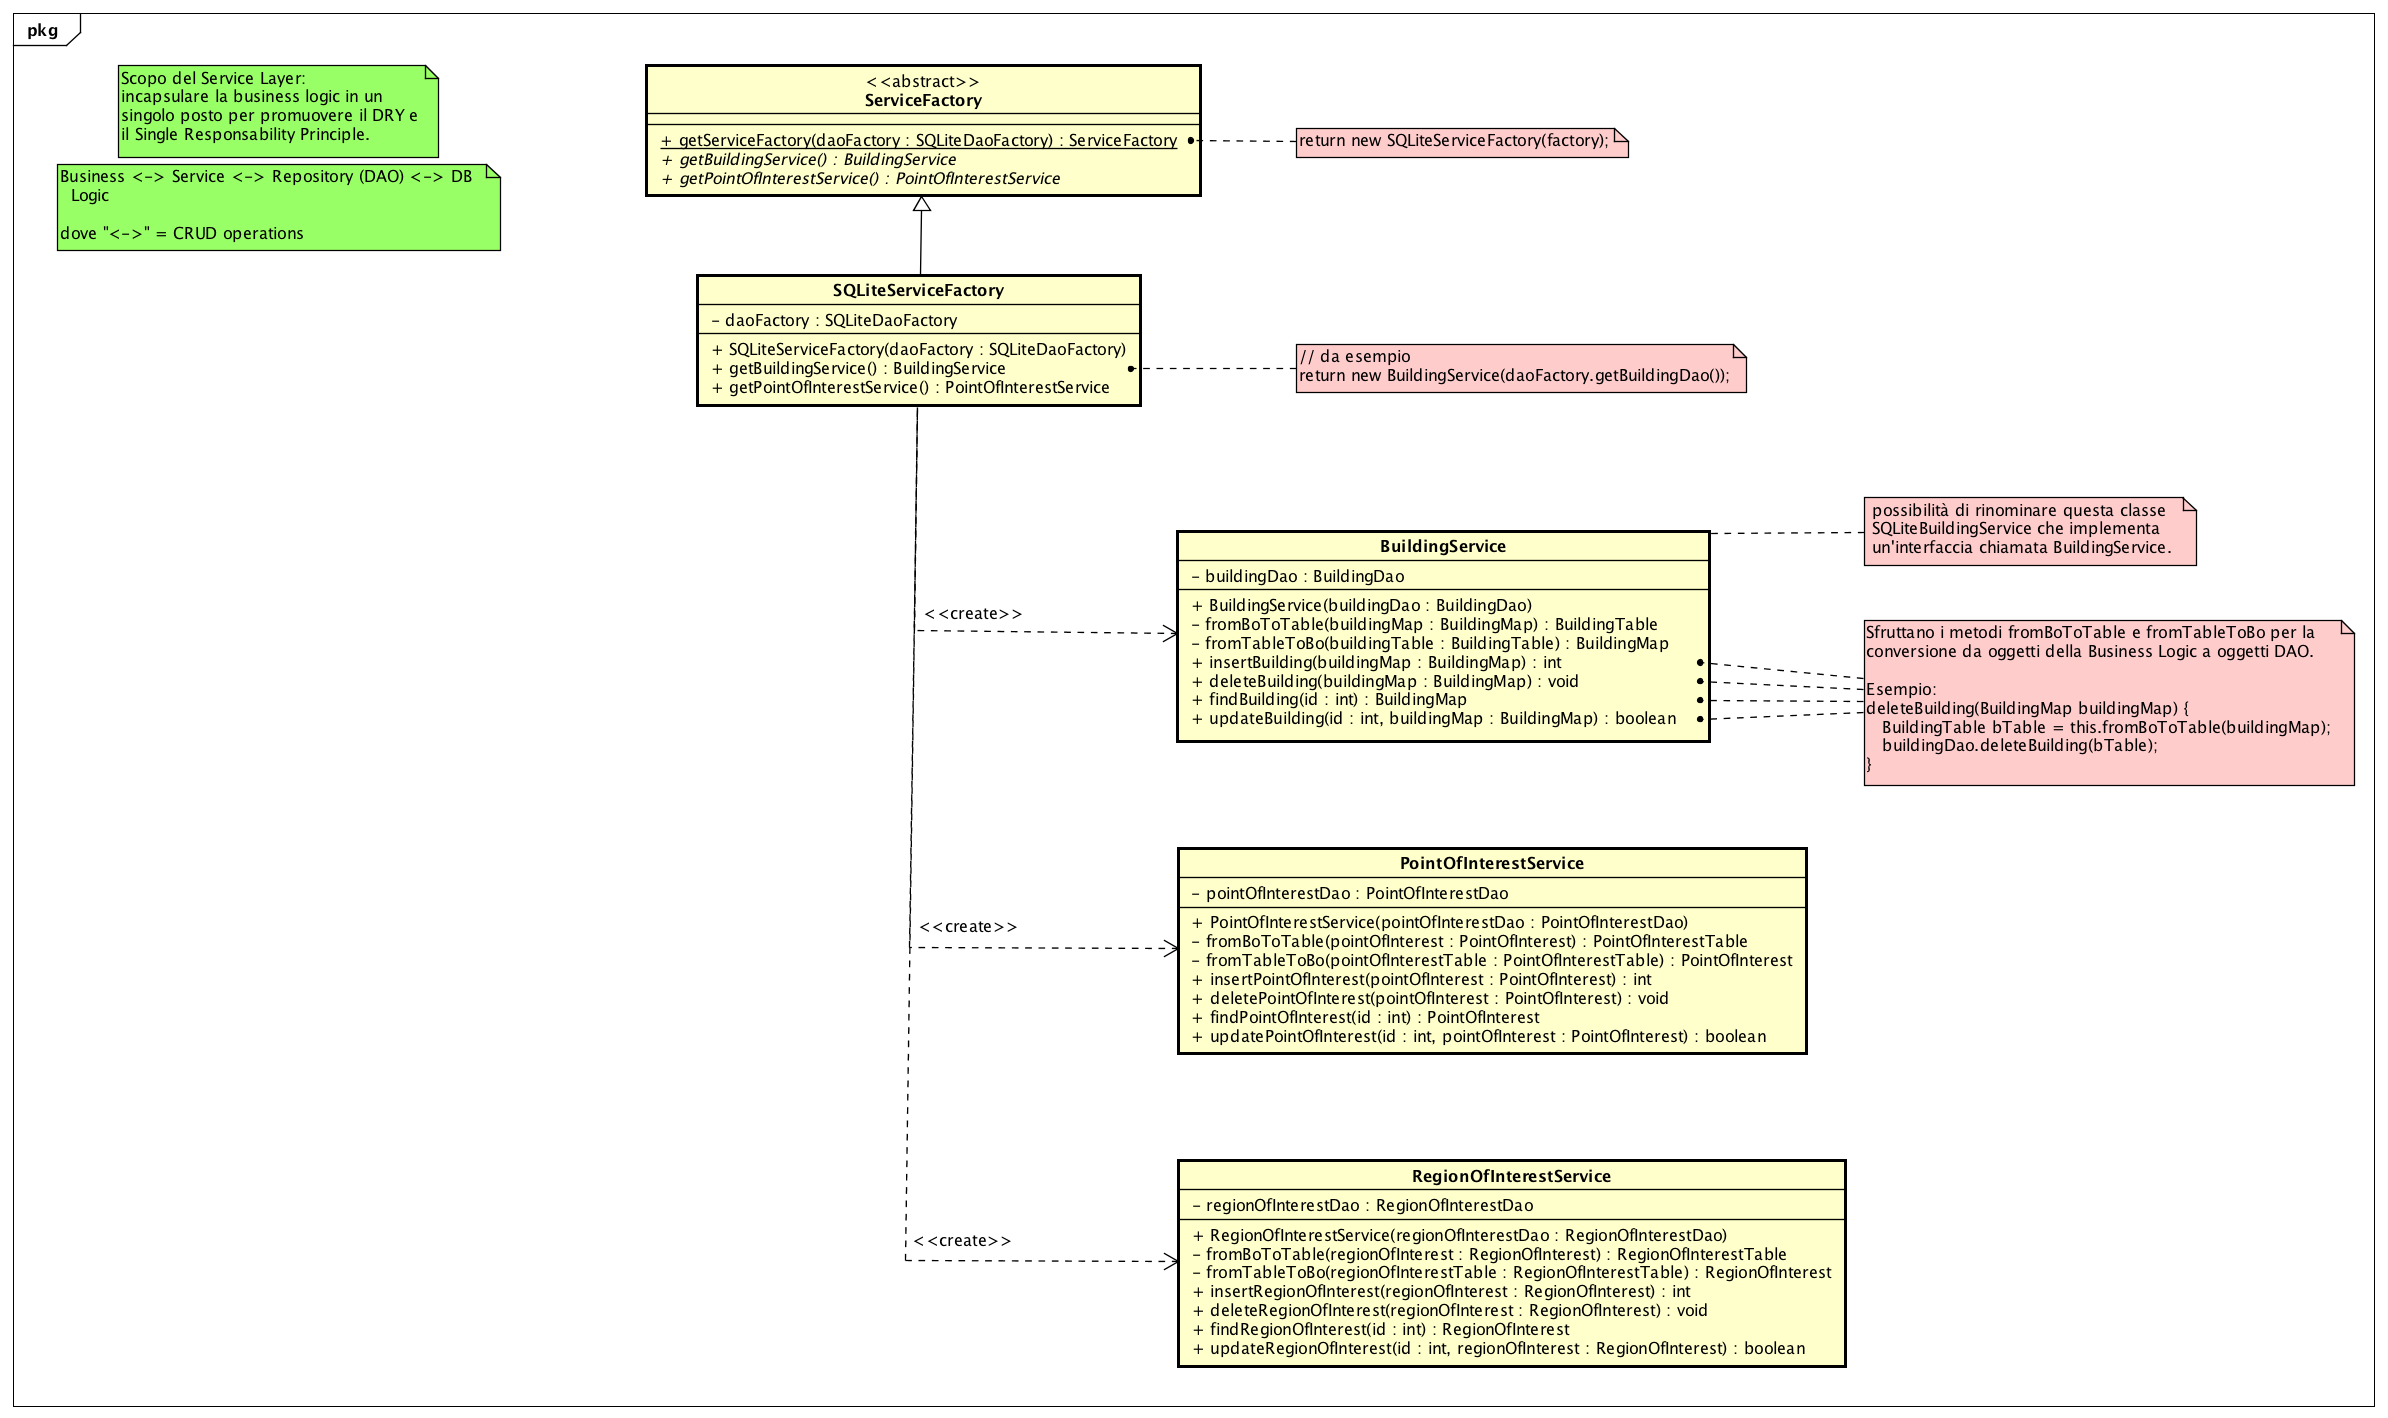 pkg
Scopo del Service Layer:
incapsulare la business logic in un
singolo posto per promuovere il DRY e
il Single Responsability Principle.
Business <-> Service <-> Repository (DAO) <-> DB
Logic
dove "<->" = CRUD operations
<<abstract>>
ServiceFactory
+ getServiceFactory(daoFactory : SQLiteDaoFactory) : ServiceFactory
+ getBuildingService() : BuildingService
+ getPointOfInterestService() : PointOfInterestService
return new SQLiteServiceFactory(factory);
SQLiteServiceFactory
- daoFactory : SQLiteDaoFactory
+ SQLiteServiceFactory(daoFactory : SQLiteDaoFactory)
+ getBuildingService() : BuildingService
+ getPointOfInterestService() : PointOfInterestService
// da esempio
return new BuildingService(daoFactory.getBuildingDao());
possibilità di rinominare questa classe
SQLiteBuildingService che implementa
un'interfaccia chiamata BuildingService.
<<create>>
BuildingService
- buildingDao : BuildingDao
+ BuildingService(buildingDao : BuildingDao)
- fromBoToTable(buildingMap : BuildingMap) : BuildingTable
- fromTableToBo(buildingTable : BuildingTable) : BuildingMap
+ insertBuilding(buildingMap : BuildingMap) : int
+ deleteBuilding(buildingMap : BuildingMap) : void
+ findBuilding(id : int) : BuildingMap
+ updateBuilding(id : int, buildingMap : BuildingMap) : boolean
Sfruttano i metodi fromBoToTable e fromTableToBo per la
conversione da oggetti della Business Logic a oggetti DAO.
Esempio:
deleteBuilding(BuildingMap buildingMap) {
BuildingTable bTable = this.fromBoToTable(buildingMap);
buildingDao.deleteBuilding(bTable);
}
<<create>>
PointOfInterestService
- pointOfInterestDao : PointOfInterestDao
+ PointOfInterestService(pointOfInterestDao : PointOfInterestDao)
- fromBoToTable(pointOfInterest : PointOfInterest) : PointOfInterestTable
- fromTableToBo(pointOfInterestTable : PointOfInterestTable) : PointOfInterest
+ insertPointOfInterest(pointOfInterest : PointOfInterest) : int
+ deletePointOfInterest(pointOfInterest : PointOfInterest) : void
+ findPointOfInterest(id : int) : PointOfInterest
+ updatePointOfInterest(id : int, pointOfInterest : PointOfInterest) : boolean
<<create>>
RegionOfInterestService
- regionOfInterestDao : RegionOfInterestDao
+ RegionOfInterestService(regionOfInterestDao : RegionOfInterestDao)
- fromBoToTable(regionOfInterest : RegionOfInterest) : RegionOfInterestTable
- fromTableToBo(regionOfInterestTable : RegionOfInterestTable) : RegionOfInterest
+ insertRegionOfInterest(regionOfInterest : RegionOfInterest) : int
+ deleteRegionOfInterest(regionOfInterest : RegionOfInterest) : void
+ findRegionOfInterest(id : int) : RegionOfInterest
+ updateRegionOfInterest(id : int, regionOfInterest : RegionOfInterest) : boolean